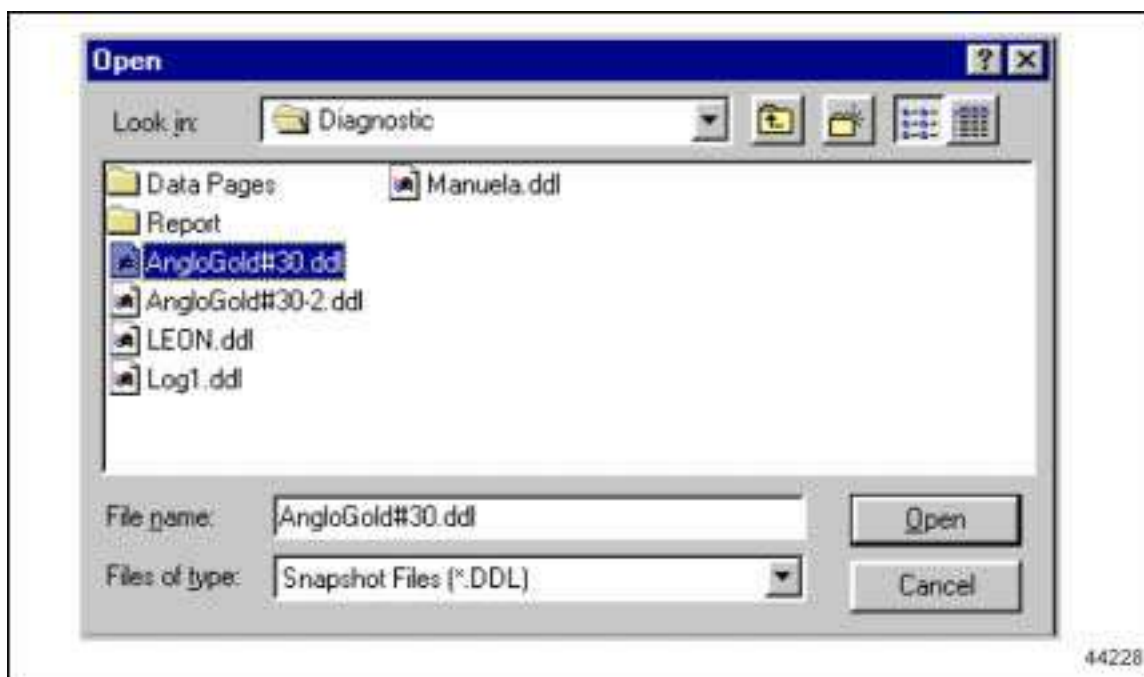 Open
Look in: Diagnostic
Data Pages
Report
AngloGold#30.ddl
AngloGold#30-2.ddl
LEON.ddl
Log1.ddl
Manuela.ddl
File name: AngloGold#30.ddl Open
Files of type: Snapshot Files (*.DDL) Cancel
44228